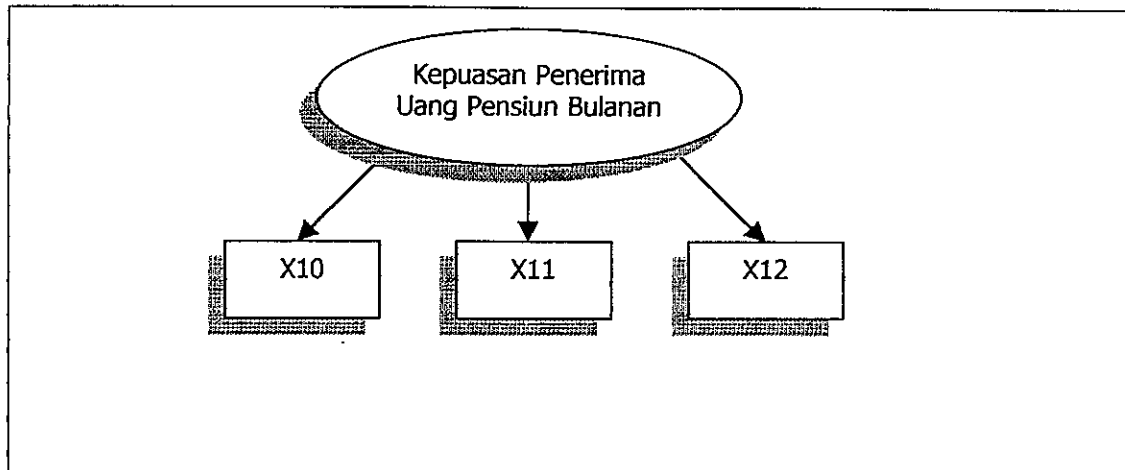 Kepuasan Penerima
Uang Pensiun Bulanan
X10
X11
X12